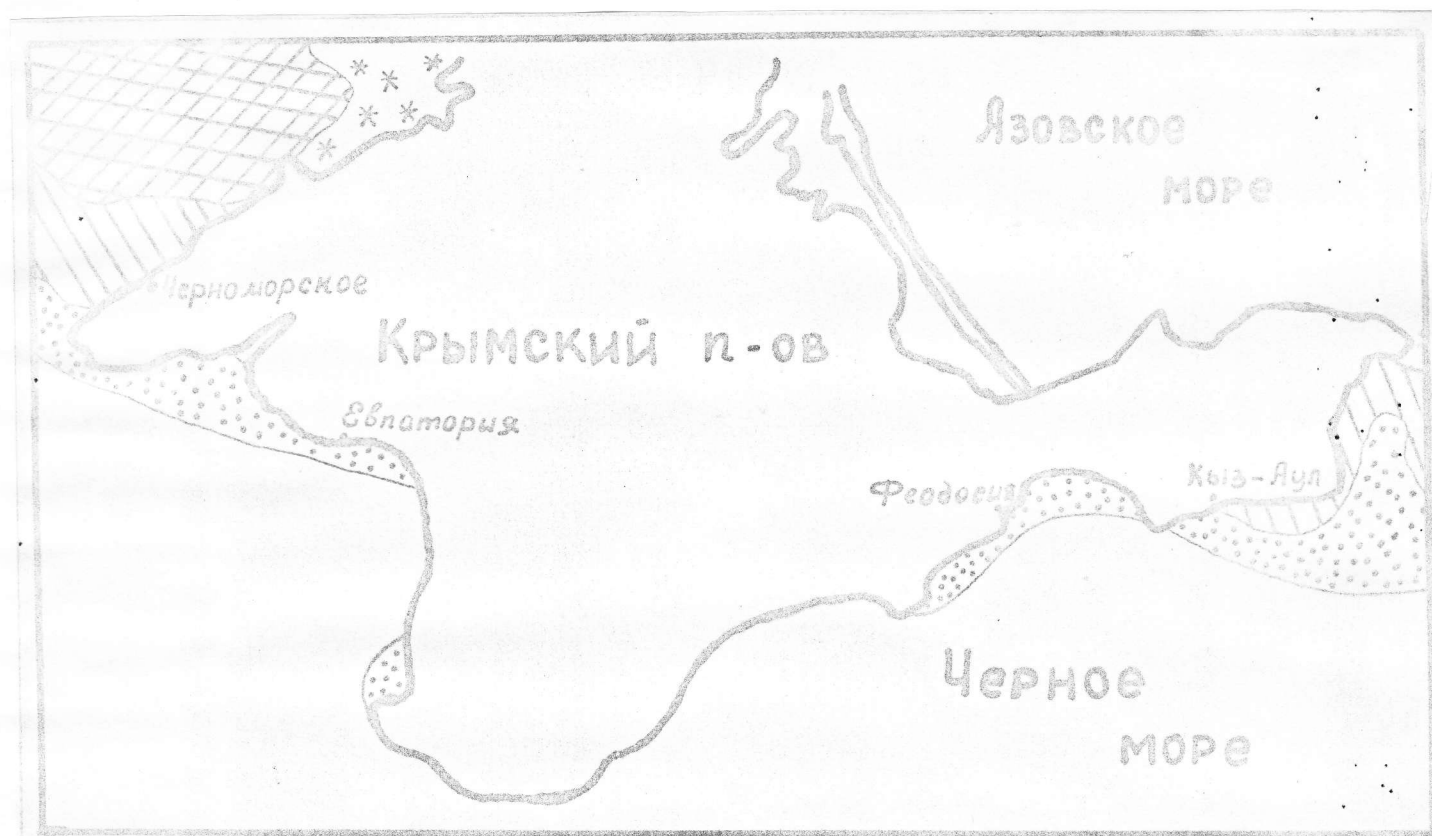 Азовское
море
Черноморское
Крымский п-ов
Евпатория
Феодосия
Кыз-Аул
Черное
море